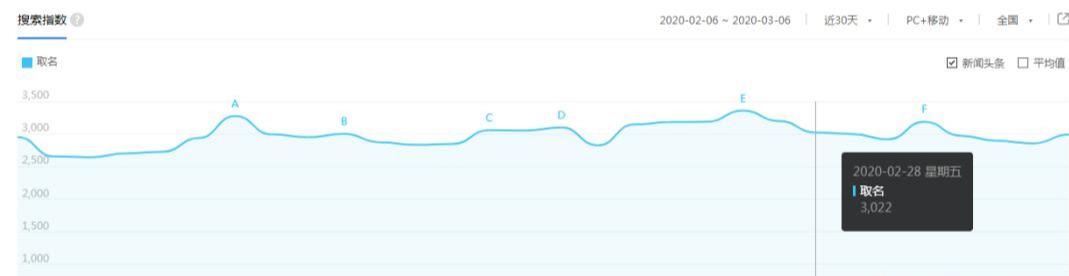 搜索指数 ?
2020-02-06 ~ 2020-03-06 近30天 PC+移动 全国
取名
新闻头条 平均值
3,500
A
E
F
B
C
D
3,000
2,500
2020-02-28 星期五
取名
3,022
2,000
1,500
1,000